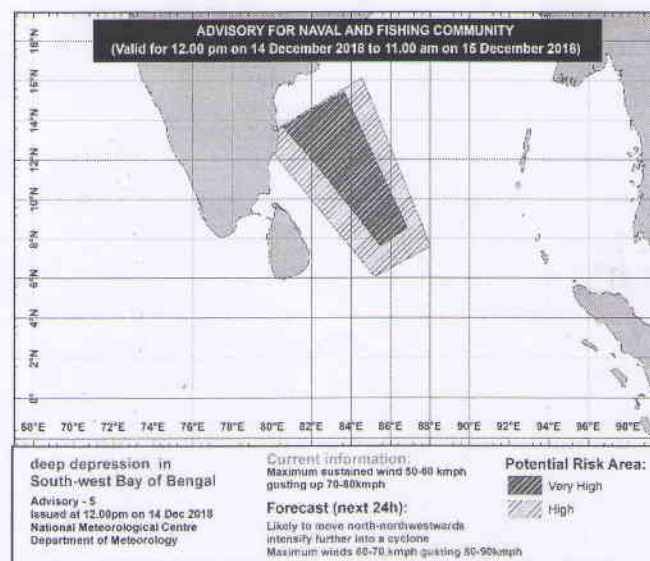 ADVISORY FOR NAVAL AND FISHING COMMUNITY
(Valid for 12.00 pm on 14 December 2018 to 11.00 am on 15 December 2018)
18°N
16°N
14°N
12°N
10°N
8°N
6°N
4°N
2°N
0°
68°E 70°E 72°E 74°E 76°E 78°E 80°E 82°E 84°E 86°E 88°E 90°E 92°E 94°E 96°E 98°E
deep depression in
South-west Bay of Bengal
Advisory - 5
Issued at 12.00pm on 14 Dec 2018
National Meteorological Centre
Department of Meteorology
Current information:
Maximum sustained wind 50-60 kmph
gusting up 70-80kmph
Forecast (next 24h):
Likely to move north-northwestwards
intensify further into a cyclone
Maximum winds 60-70 kmph gusting 80-90kmph
Potential Risk Area:
Very High
High